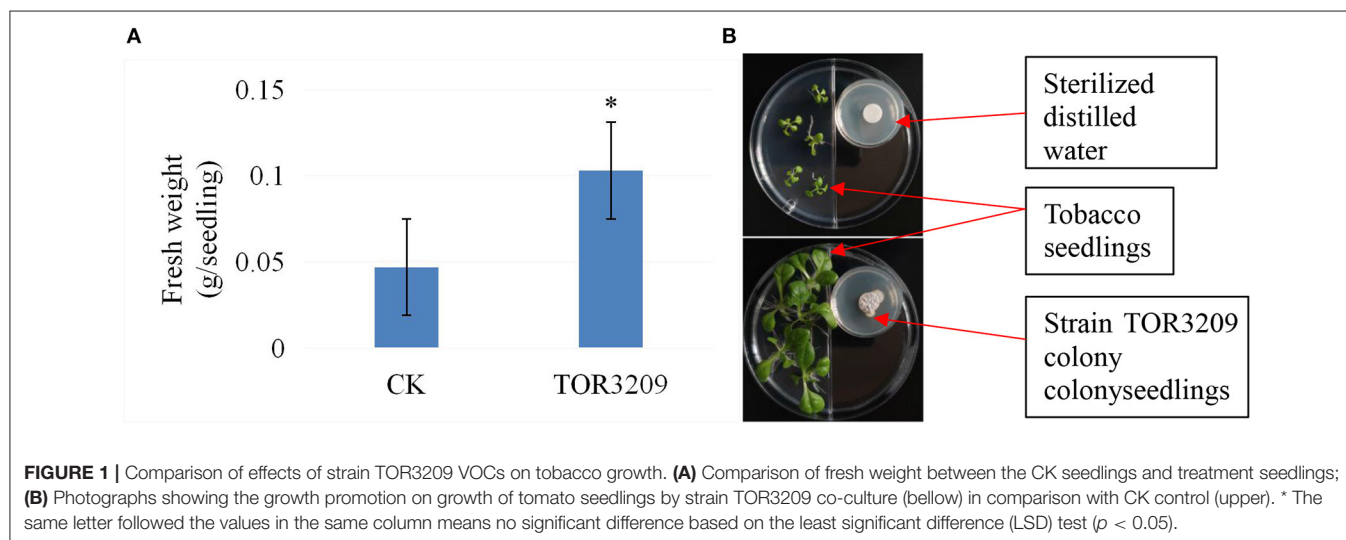 A
B
0.15
0.1
0.05
0
Fresh weight
(g/seedling)
*
CK
TOR3209
Sterilized
distilled
water
Tobacco
seedlings
Strain TOR3209
colony
colonyseedlings
FIGURE 1 | Comparison of effects of strain TOR3209 VOCs on tobacco growth. (A) Comparison of fresh weight between the CK seedlings and treatment seedlings;
(B) Photographs showing the growth promotion on growth of tomato seedlings by strain TOR3209 co-culture (bellow) in comparison with CK control (upper). * The
same letter followed the values in the same column means no significant difference based on the least significant difference (LSD) test (p < 0.05).